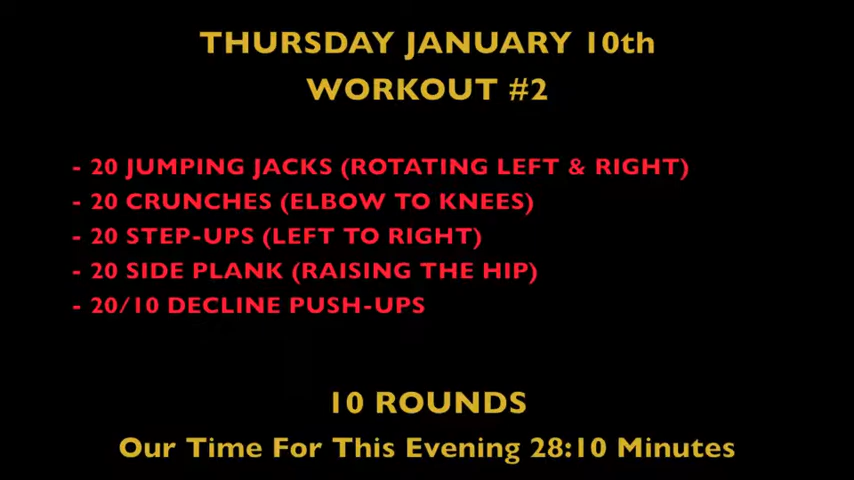 THURSDAY JANUARY 10th
WORKOUT #2
- 20 JUMPING JACKS (ROTATING LEFT & RIGHT)
- 20 CRUNCHES (ELBOW TO KNEES)
- 20 STEP-UPS (LEFT TO RIGHT)
- 20 SIDE PLANK (RAISING THE HIP)
- 20/10 DECLINE PUSH-UPS
10 ROUNDS
Our Time For This Evening 28:10 Minutes